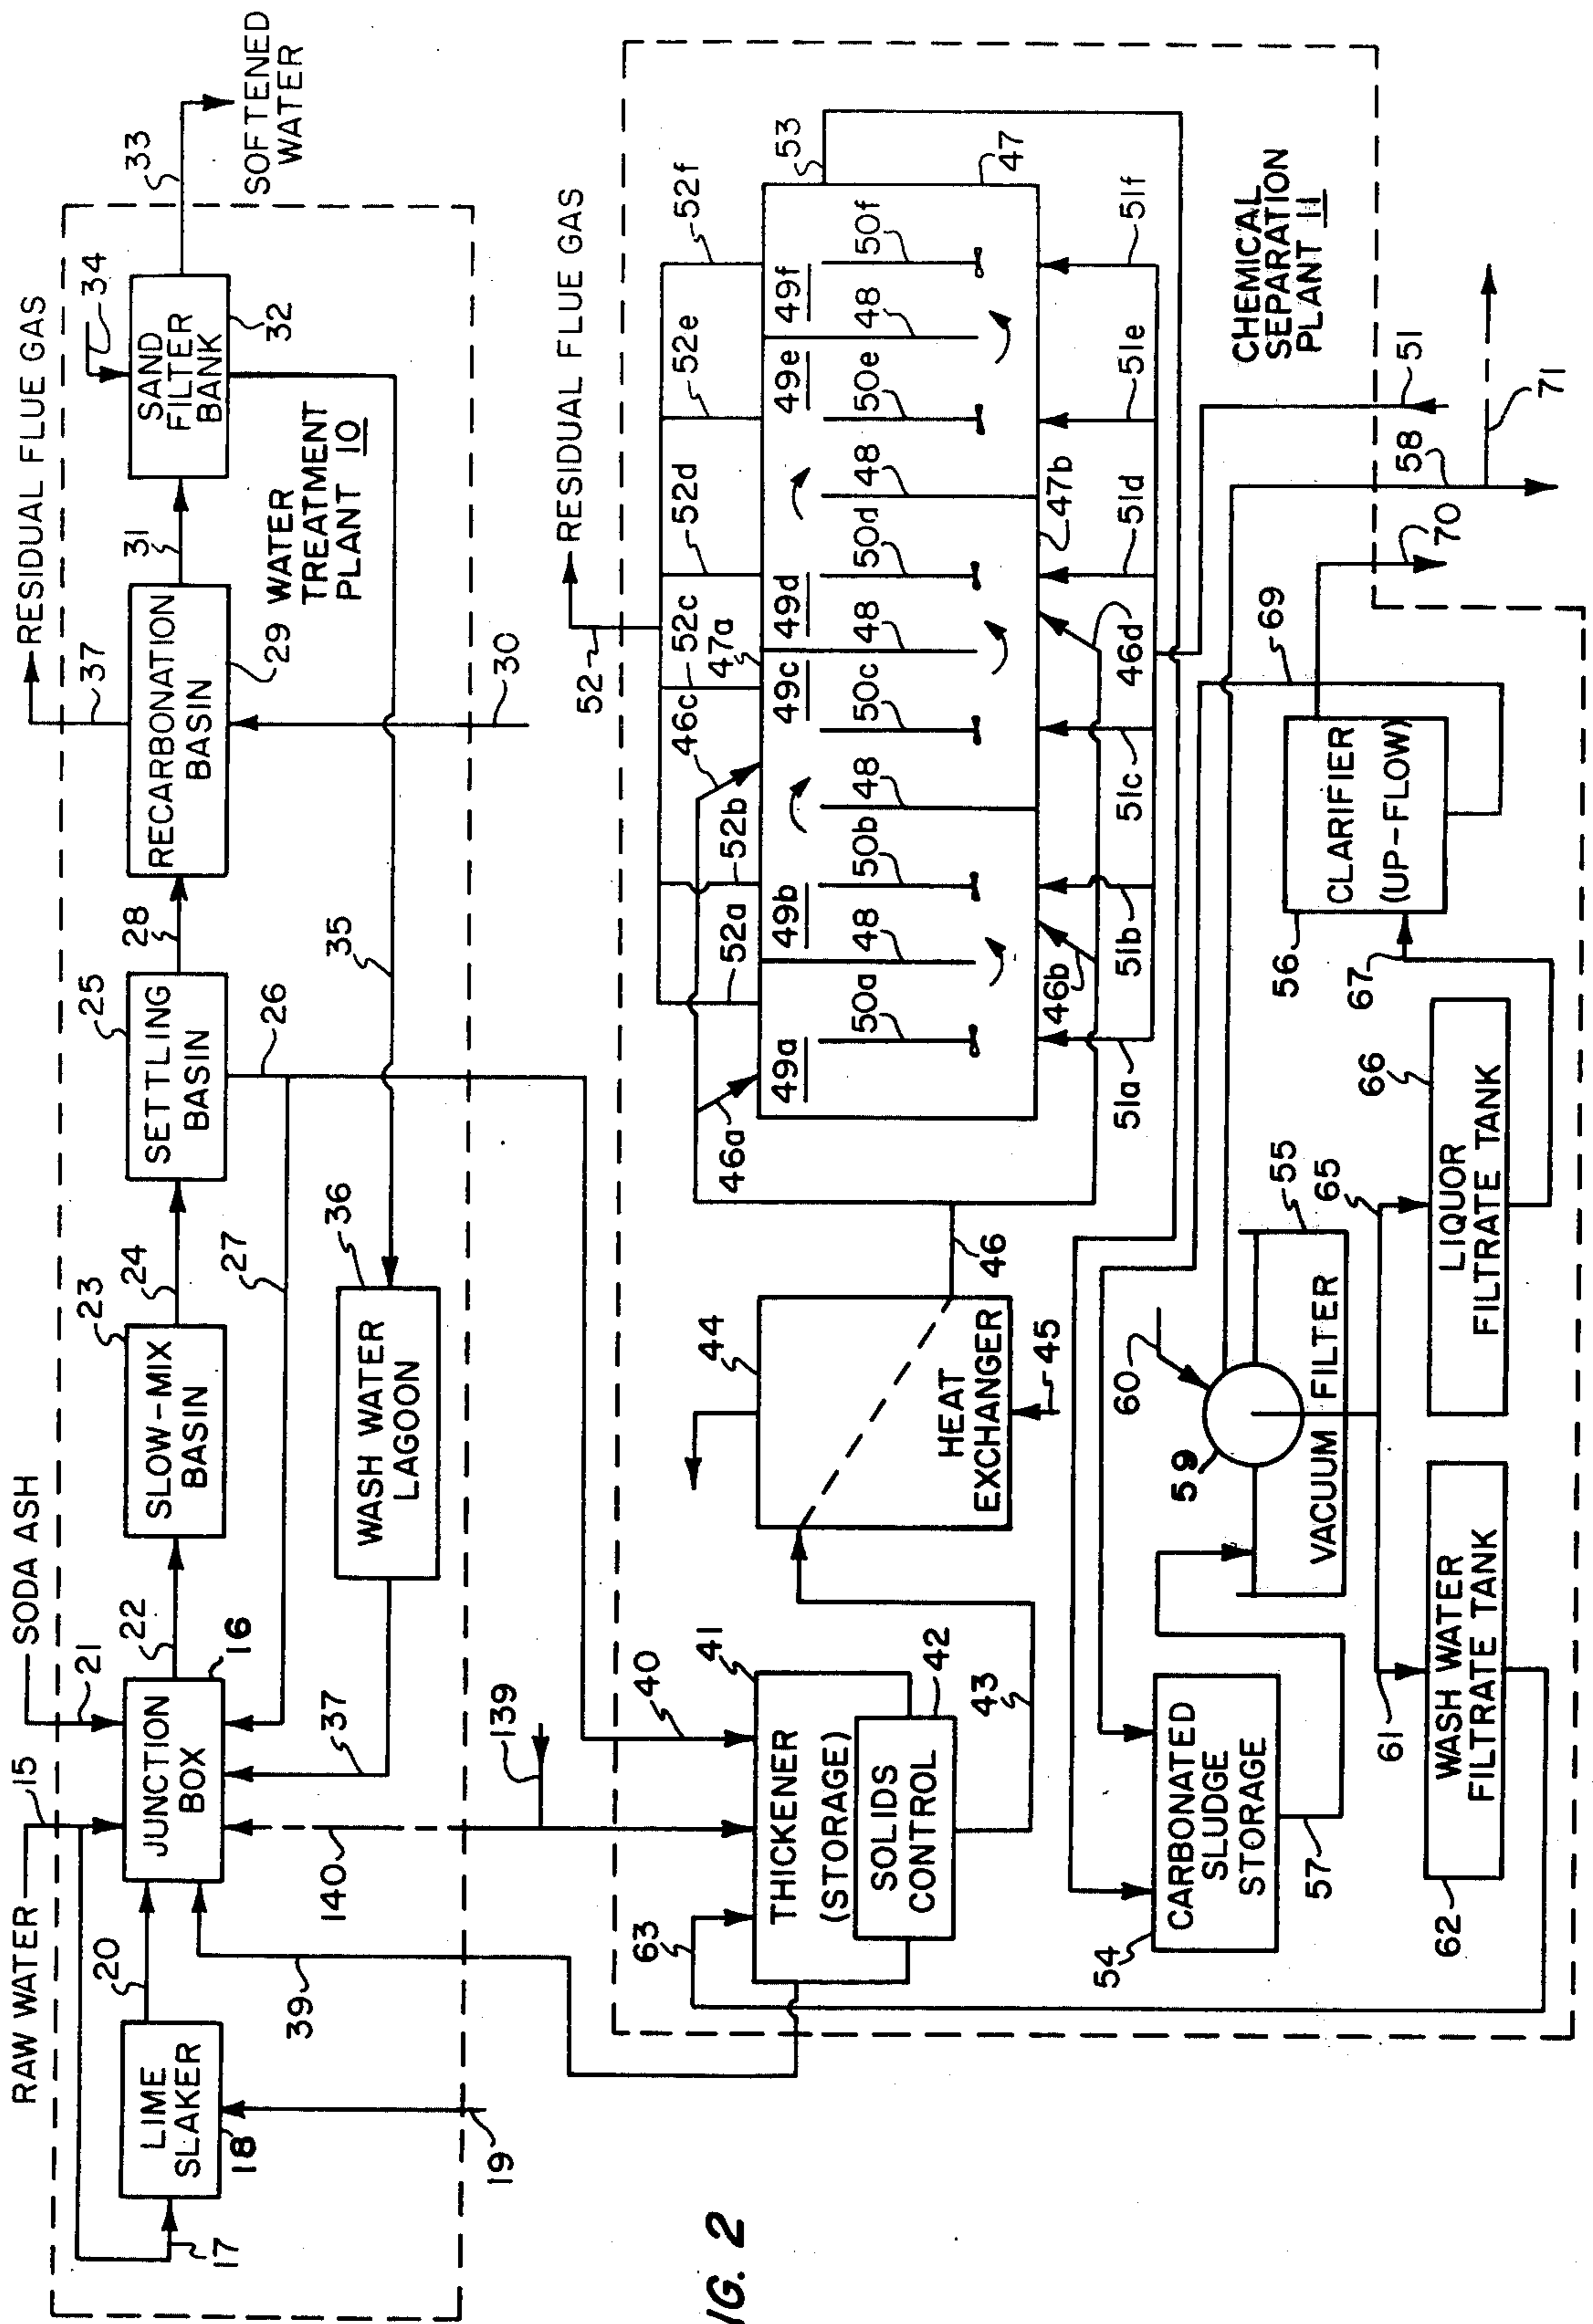 RAW WATER
15
SODA ASH
21
17
LIME
SLAKER
18
19
20
JUNCTION
BOX
16
22
SLOW-MIX
BASIN
23
24
SETTLING
BASIN
25
26
27
28
RECARBONATION
BASIN
29
30
31
37
RESIDUAL FLUE GAS
SAND
FILTER
BANK
32
34
33
SOFTENED
WATER
WATER
TREATMENT
PLANT 10
35
WASH WATER
LAGOON
36
37
39
140
139
40
THICKENER
(STORAGE)
41
SOLIDS
CONTROL
42
43
63
HEAT
EXCHANGER
44
45
46
46a
46b
46c
46d
47
47a
47b
48
48
48
48
48
49a
49b
49c
49d
49e
49f
50a
50b
50c
50d
50e
50f
51a
51b
51c
51d
51e
51f
51
52a
52b
52c
52d
52e
52f
52
RESIDUAL FLUE GAS
53
CHEMICAL
SEPARATION
PLANT 11
CARBONATED
SLUDGE
STORAGE
54
57
VACUUM FILTER
55
59
60
58
71
61
65
WASH WATER
FILTRATE TANK
62
LIQUOR
FILTRATE TANK
66
67
CLARIFIER
(UP-FLOW)
56
69
70
IG. 2